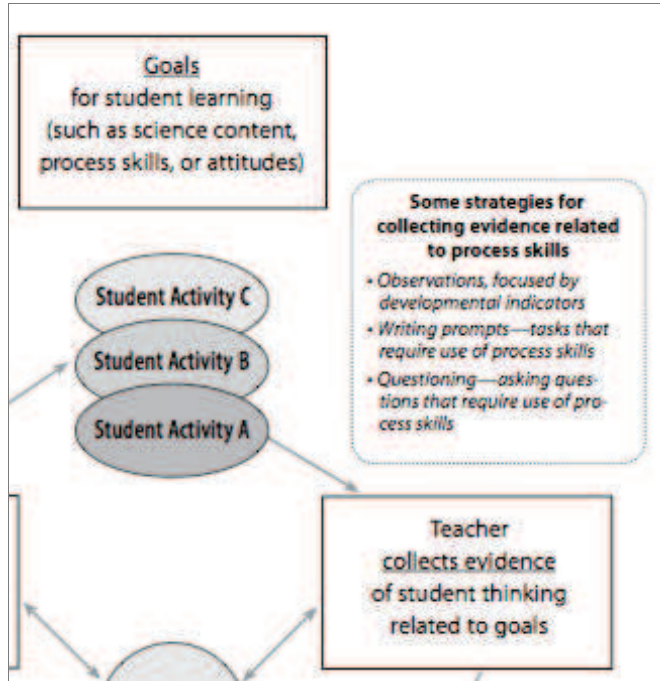 Goals
for student learning
(such as science content,
process skills, or attitudes)
Some strategies for
collecting evidence related
to process skills
• Observations, focused by
developmental indicators
• Writing prompts—tasks that
require use of process skills
• Questioning—asking ques-
tions that require use of pro-
cess skills
Student Activity C
Student Activity B
Student Activity A
Teacher
collects evidence
of student thinking
related to goals